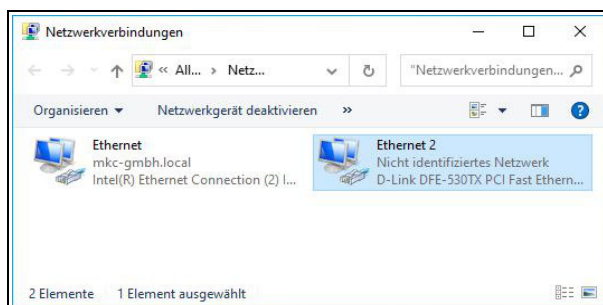 Netzwerkverbindungen
« All... › Netz...
"Netzwerkverbindungen...
Organisieren
Netzwerkgerät deaktivieren
»
Ethernet
mkc-gmbh.local
Intel(R) Ethernet Connection (2) I...
Ethernet 2
Nicht identifiziertes Netzwerk
D-Link DFE-530TX PCI Fast Ethern...
2 Elemente
1 Element ausgewählt